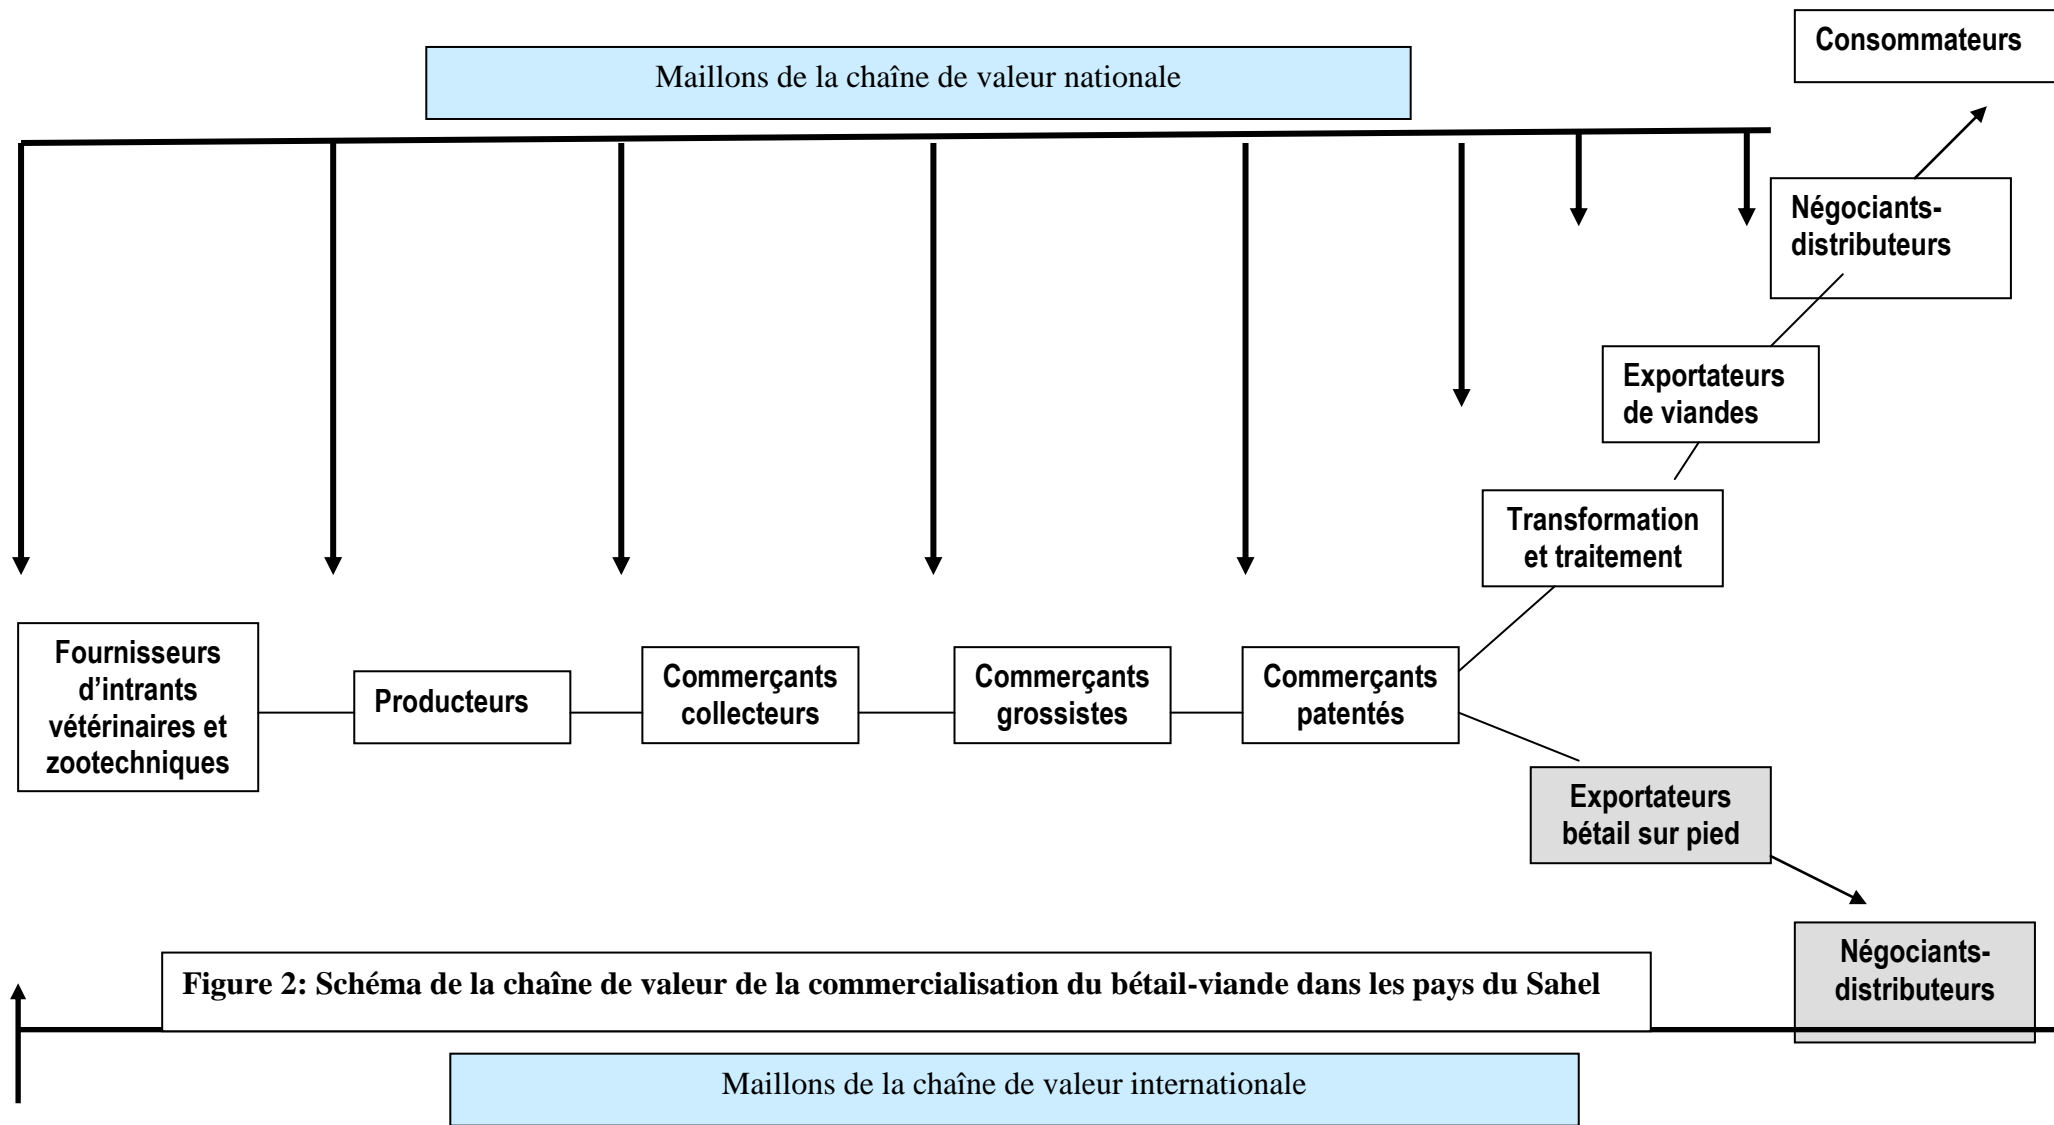 Consommateurs
Maillons de la chaîne de valeur nationale
Négociants-
distributeurs
Exportateurs
de viandes
Transformation
et traitement
Fournisseurs
d’intrants
vétérinaires et
zootechniques
Producteurs
Commerçants
collecteurs
Commerçants
grossistes
Commerçants
patentés
Exportateurs
bétail sur pied
Négociants-
distributeurs
Figure 2: Schéma de la chaîne de valeur de la commercialisation du bétail-viande dans les pays du Sahel
Maillons de la chaîne de valeur internationale